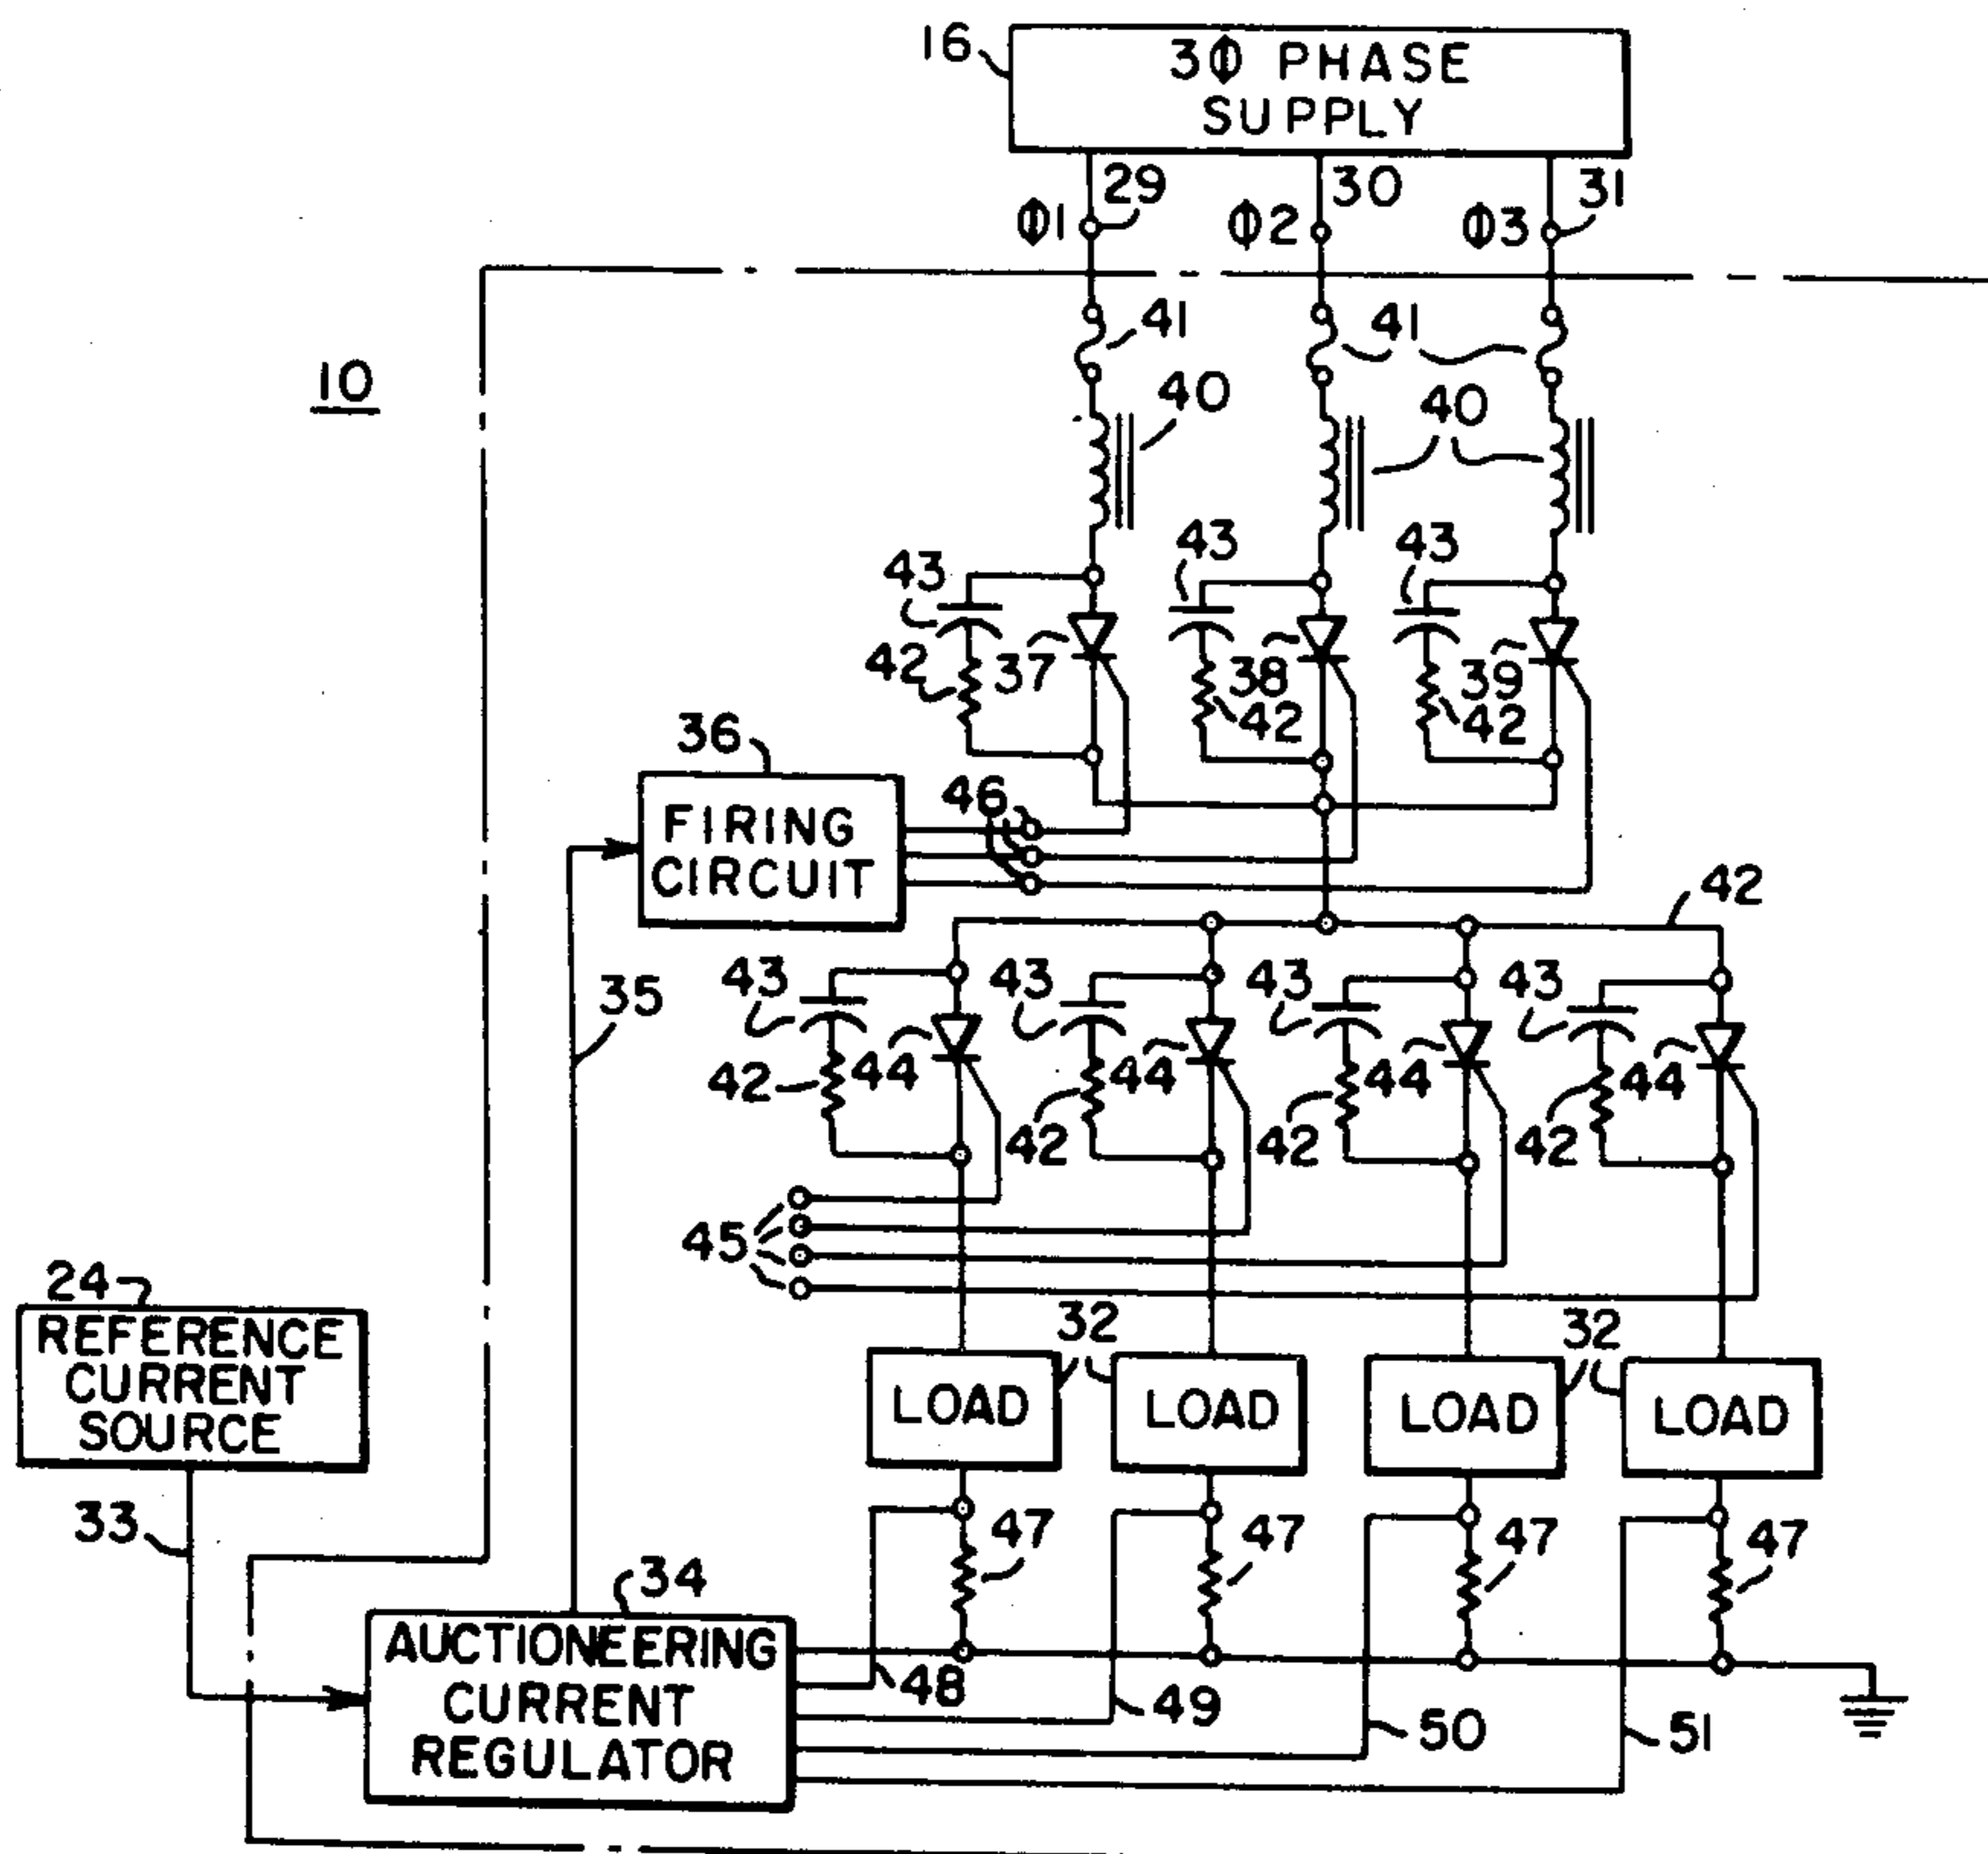 16
3Φ PHASE
SUPPLY
29
30
31
Φ1
Φ2
Φ3
10
41
41
40
40
43
43
43
42
37
38
42
39
42
36
FIRING
CIRCUIT
46
42
35
43
43
43
43
42
44
44
44
44
42
42
42
45
24
REFERENCE
CURRENT
SOURCE
32
32
LOAD
LOAD
LOAD
LOAD
33
47
47
47
47
34
AUCTIONEERING
CURRENT
REGULATOR
48
49
50
51